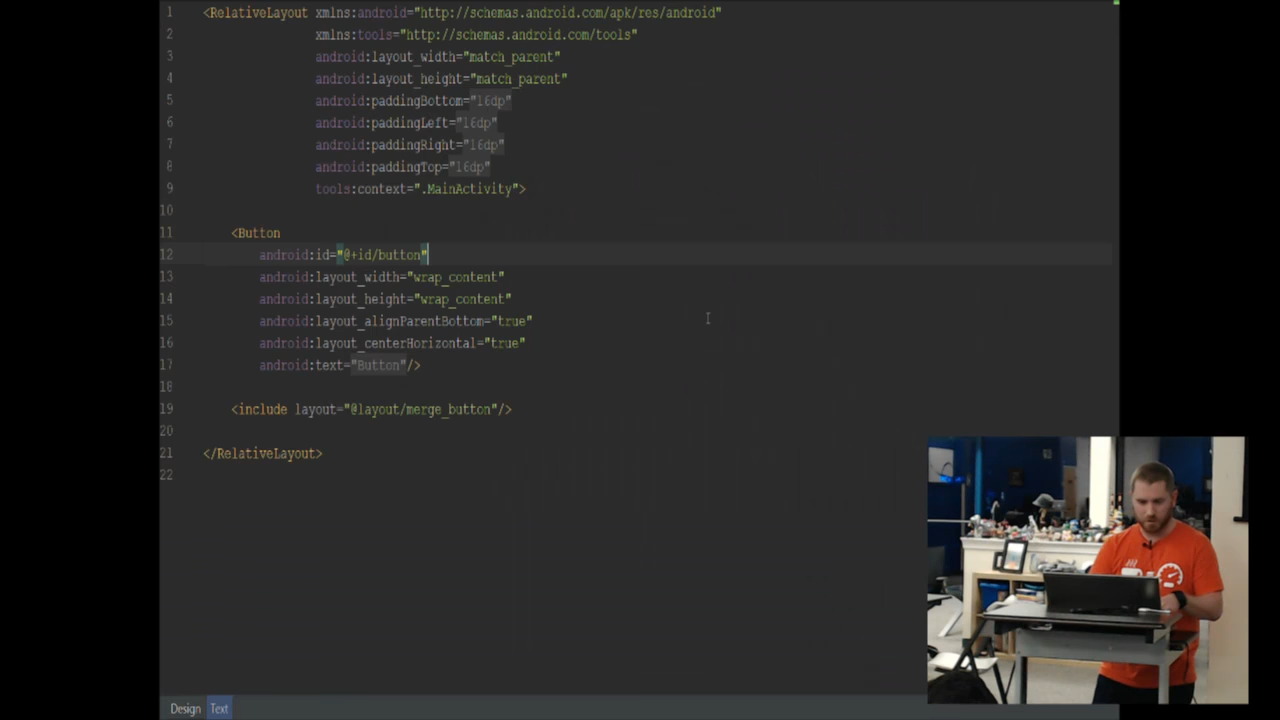 1 <RelativeLayout xmlns:android="http://schemas.android.com/apk/res/android"
2 xmlns:tools="http://schemas.android.com/tools"
3 android:layout_width="match_parent"
4 android:layout_height="match_parent"
5 android:paddingBottom="16dp"
6 android:paddingLeft="16dp"
7 android:paddingRight="16dp"
8 android:paddingTop="16dp"
9 tools:context=".MainActivity">
10
11 <Button
12 android:id="@+id/button"
13 android:layout_width="wrap_content"
14 android:layout_height="wrap_content"
15 android:layout_alignParentBottom="true"
16 android:layout_centerHorizontal="true"
17 android:text="Button"/>
18
19 <include layout="@layout/merge_button"/>
20
21 </RelativeLayout>
22
Design Text